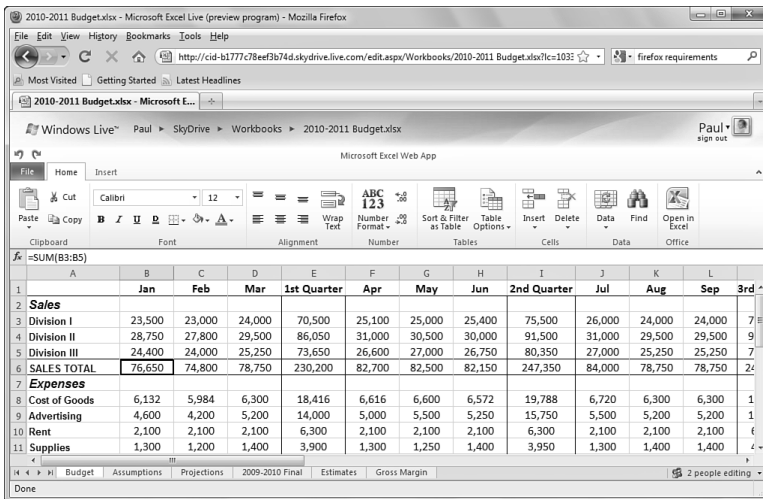 2010-2011 Budget.xlsx - Microsoft Excel Live (preview program) - Mozilla Firefox
File Edit View History Bookmarks Tools Help
http://cid-b1777c78eef3b74d.skydrive.live.com/edit.aspx/Workbooks/2010-2011 Budget.xlsx?lc=1033 firefox requirements
Most Visited Getting Started Latest Headlines
2010-2011 Budget.xlsx - Microsoft E...
Windows Live™ Paul ► SkyDrive ► Workbooks ► 2010-2011 Budget.xlsx Paul
sign out
Microsoft Excel Web App
File Home Insert
Paste Cut Copy Calibri 12 B I U D A Wrap Text ABC 123 Number Format Sort & Filter as Table Table Options Insert Delete Data Find Open in Excel
Clipboard Font Alignment Number Tables Cells Data Office
fx =SUM(B3:B5)
A B C D E F G H I J K L
1 Jan Feb Mar 1st Quarter Apr May Jun 2nd Quarter Jul Aug Sep 3rd
2 Sales
3 Division I 23,500 23,000 24,000 70,500 25,100 25,000 25,400 75,500 26,000 24,000 24,000 7
4 Division II 28,750 27,800 29,500 86,050 31,000 30,500 30,000 91,500 29,500 29,500 29,500 9
5 Division III 24,400 24,000 25,250 73,650 26,600 27,000 26,750 80,350 27,000 25,250 25,250 7
6 SALES TOTAL 76,650 74,800 78,750 230,200 82,700 82,500 82,150 247,350 84,000 78,750 78,750 24
7 Expenses
8 Cost of Goods 6,132 5,984 6,300 18,416 6,616 6,600 6,572 19,788 6,720 6,300 6,300 1
9 Advertising 4,600 4,200 5,200 14,000 5,000 5,500 5,250 15,750 5,500 5,200 5,200 1
10 Rent 2,100 2,100 2,100 6,300 2,100 2,100 2,100 6,300 2,100 2,100 2,100
11 Supplies 1,300 1,200 1,400 3,900 1,300 1,250 1,400 3,950 1,300 1,400 1,400
Budget Assumptions Projections 2009-2010 Final Estimates Gross Margin 2 people editing
Done